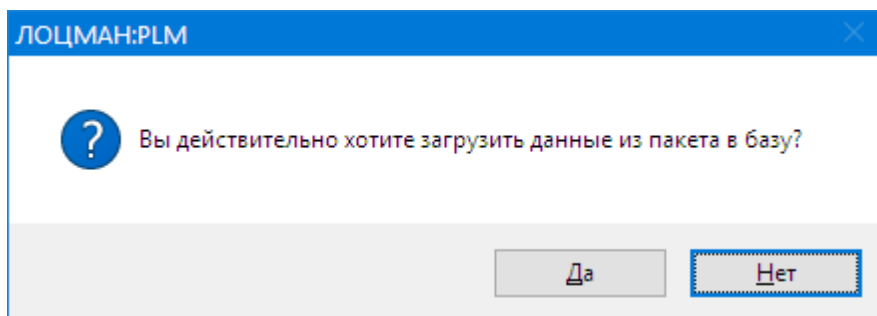 ЛОЦМАН:PLM
Вы действительно хотите загрузить данные из пакета в базу?
Да
Нет